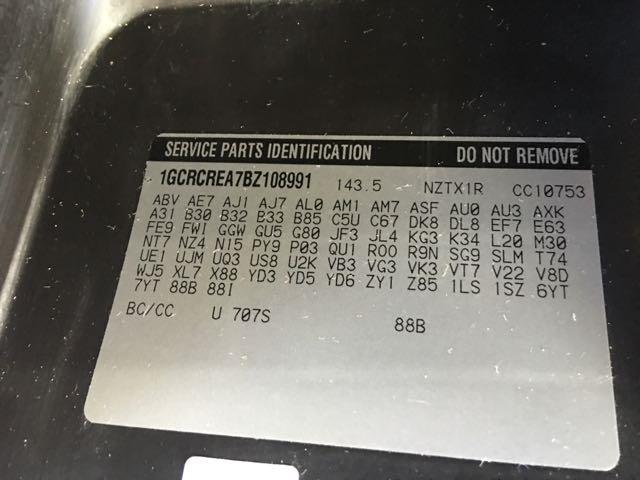 SERVICE PARTS IDENTIFICATION DO NOT REMOVE
1GCRCREA7BZ108991 143.5 NZTX1R CC10753
ABV AE7 AJ1 AJ7 AL0 AM1 AM7 ASF AU0 AU3 AXK
A31 B30 B32 B33 B85 C5U C67 DK8 DL8 EF7 E63
FE9 FW1 GGW GU5 G80 JF3 JL4 KG3 K34 L20 M30
NT7 NZ4 N15 PY9 P03 QU1 R00 R9N SG9 SLM T74
UE1 UJM UQ3 US8 U2K VB3 VG3 VK3 VT7 V22 V8D
WJ5 XL7 X88 YD3 YD5 YD6 ZY1 Z85 1LS 1SZ 6YT
7YT 88B 88I
BC/CC U 707S 88B